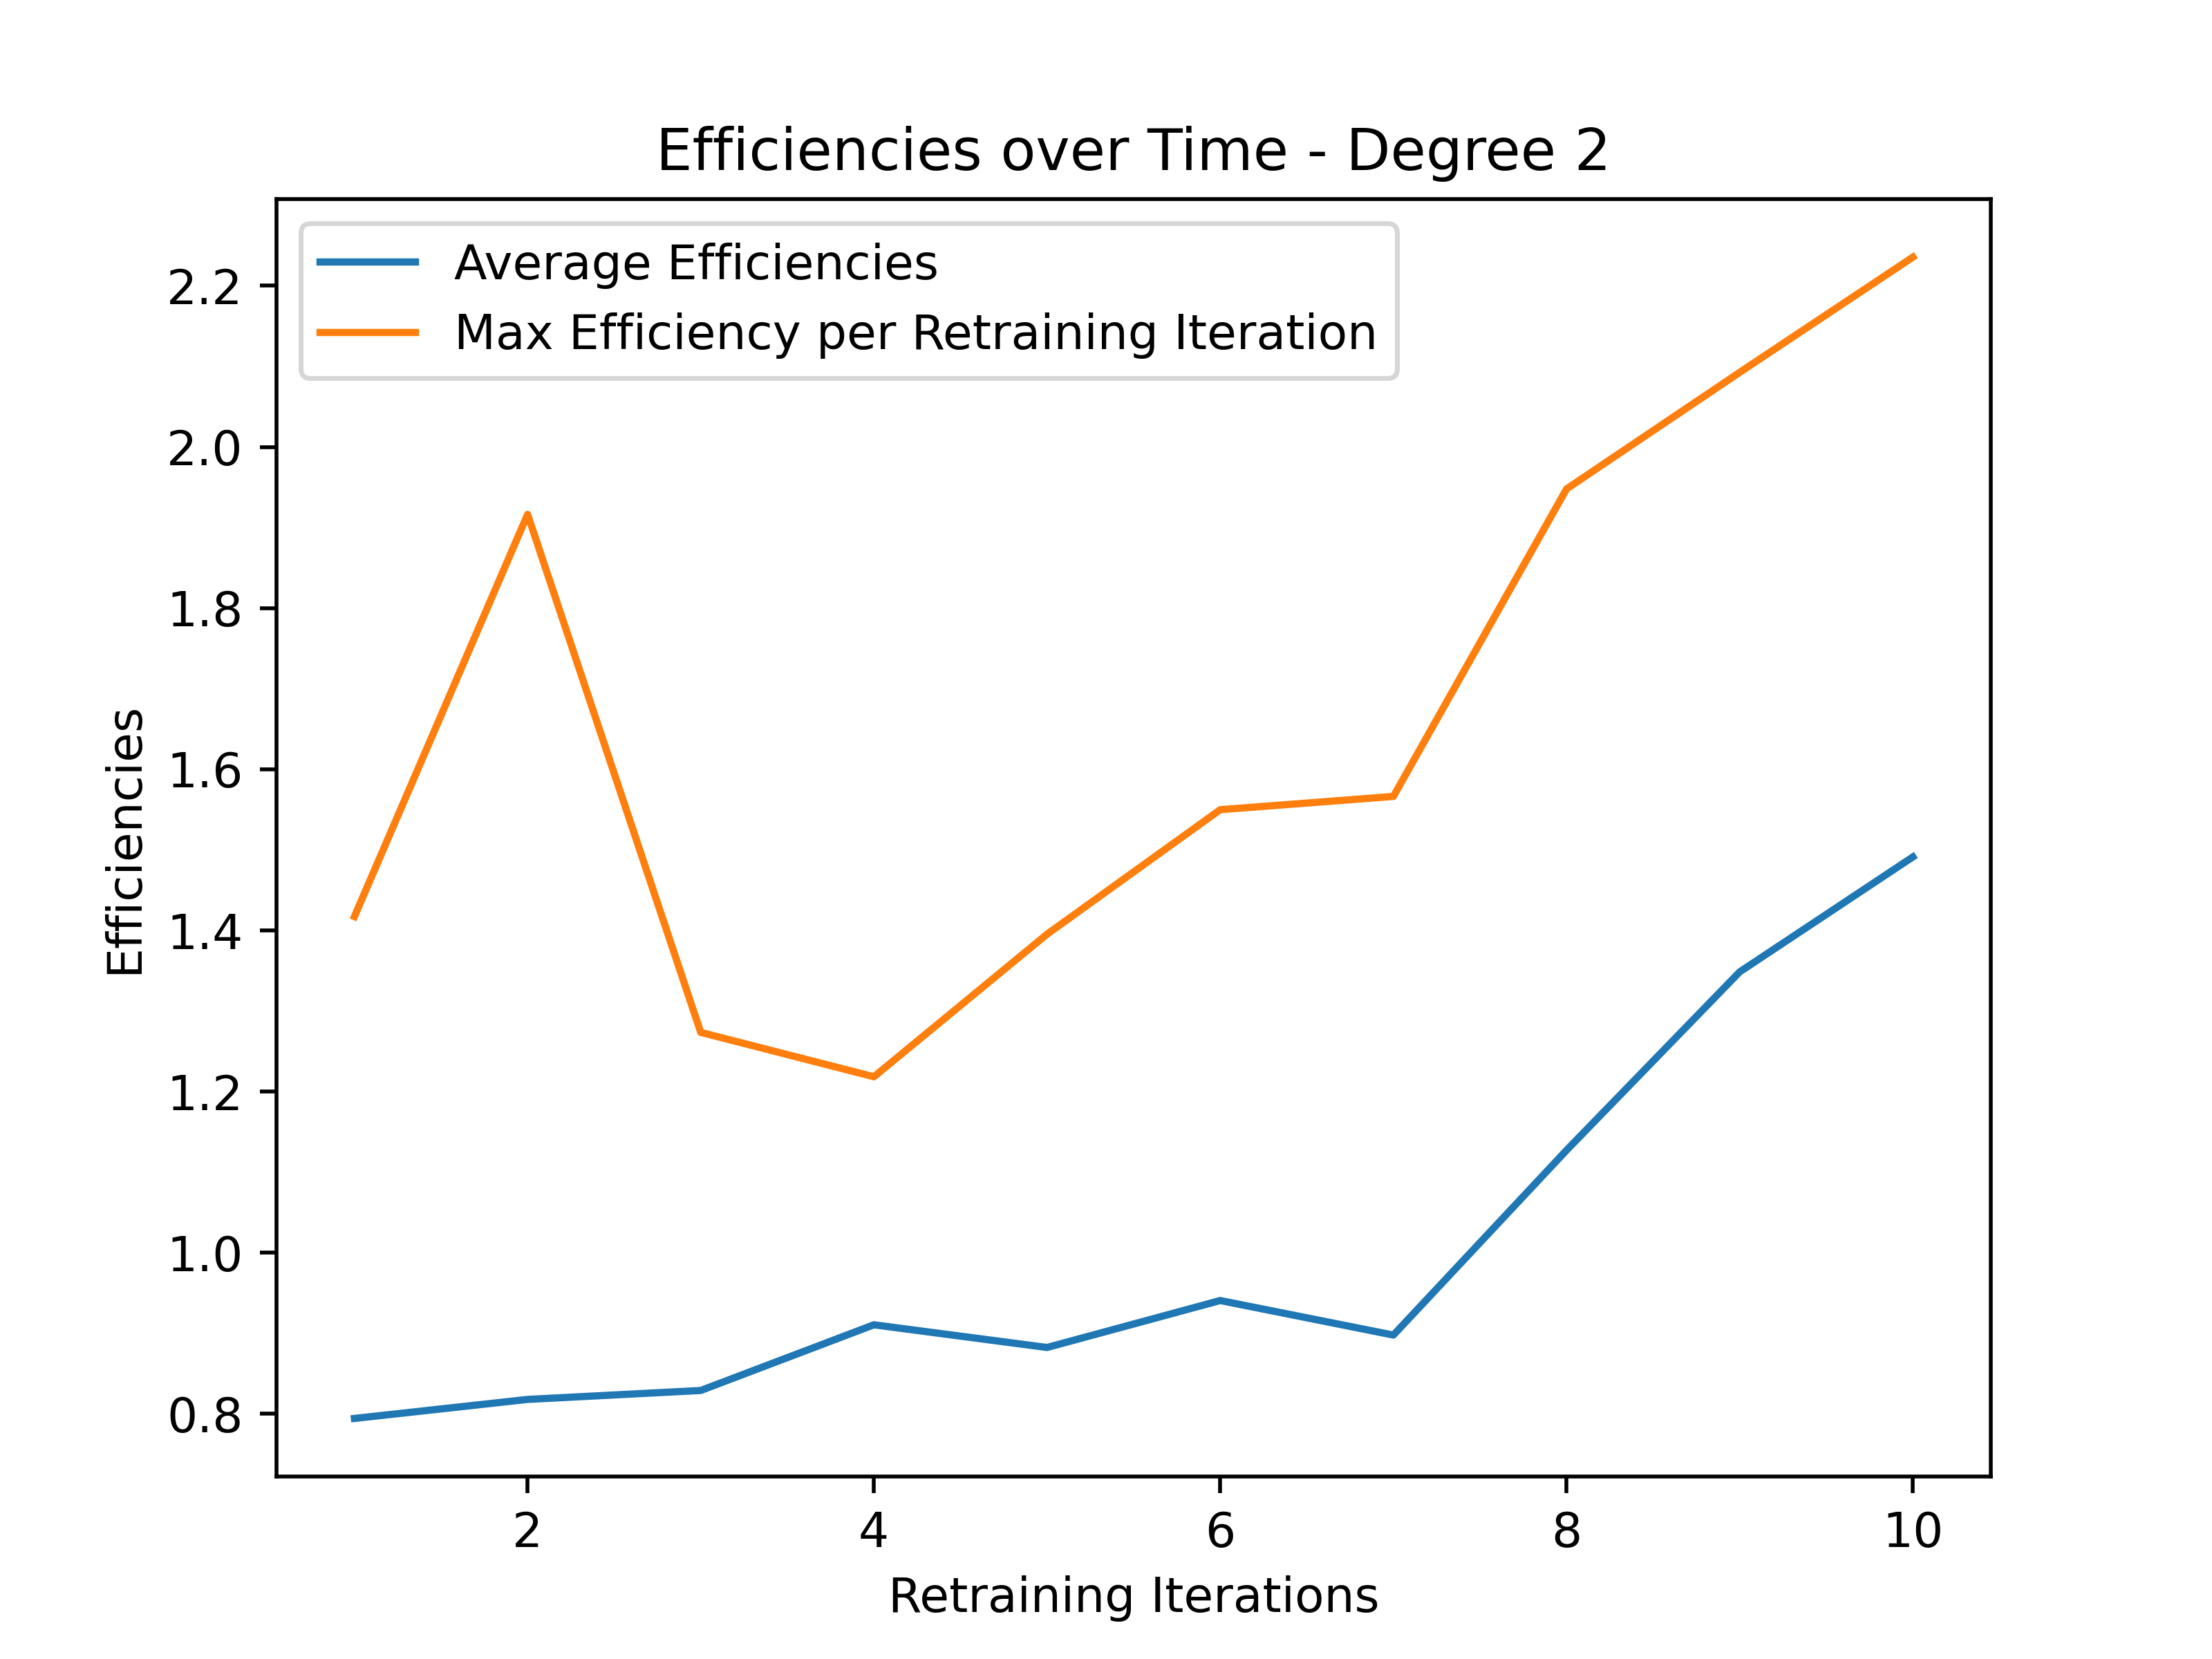 Efficiencies over Time - Degree 2
Average Efficiencies
Max Efficiency per Retraining Iteration
2.2
2.0
1.8
1.6
1.4
1.2
1.0
0.8
Efficiencies
2 4 6 8 10
Retraining Iterations